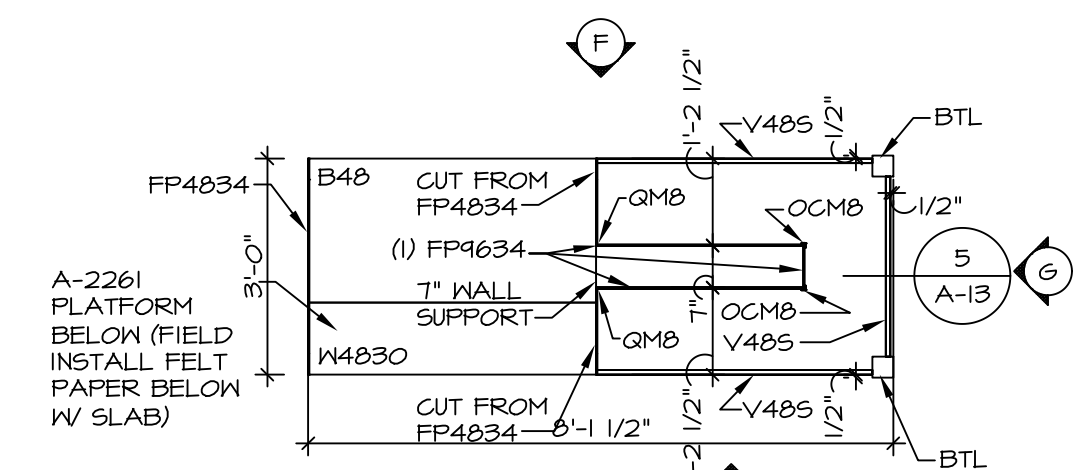 F
1'-2 1/2"
V48S
1/2"
BTL
FP4834
B48
CUT FROM
FP4834
QM8
OCM8
1/2"
(1) FP9634
3'-0"
7" WALL
SUPPORT
7"
OCM8
V48S
5
A-13
G
A-2261
PLATFORM
BELOW (FIELD
INSTALL FELT
PAPER BELOW
W/ SLAB)
W4830
QM8
CUT FROM
FP4834
8'-1 1/2"
-2 1/2"
V48S
1/2"
BTL